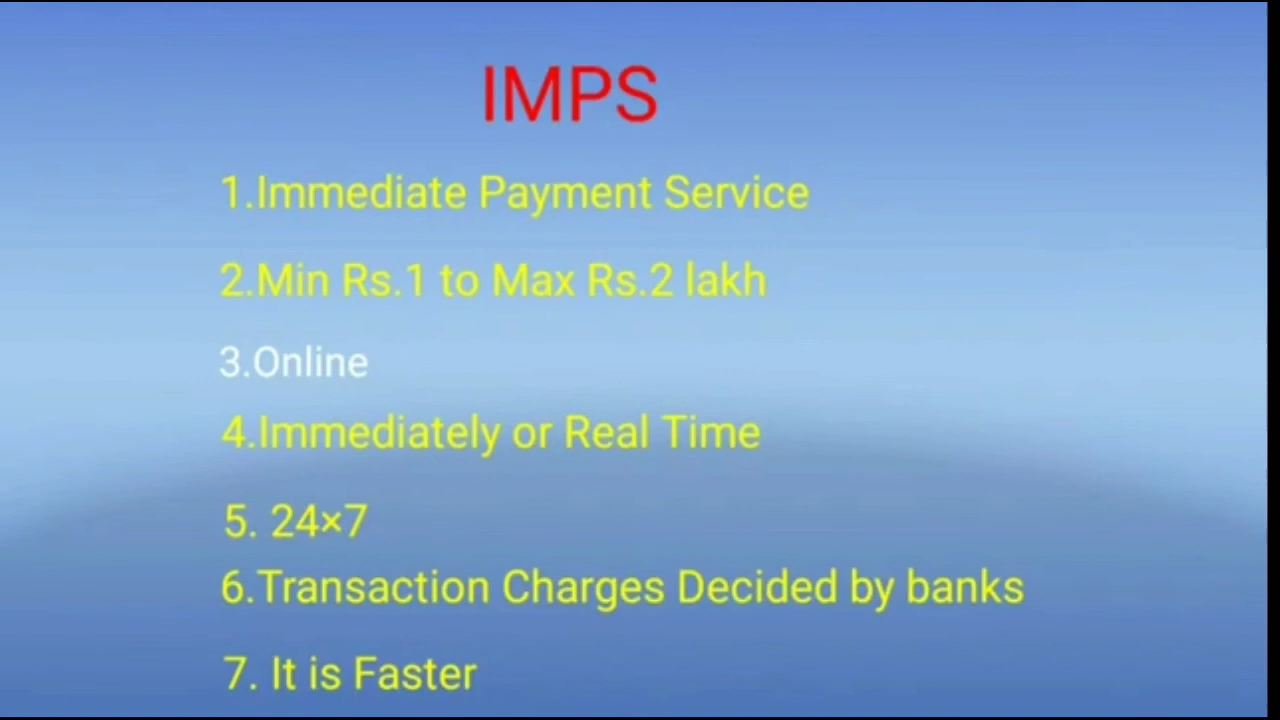 IMPS
1.Immediate Payment Service
2.Min Rs.1 to Max Rs.2 lakh
3.Online
4.Immediately or Real Time
5. 24×7
6.Transaction Charges Decided by banks
7. It is Faster